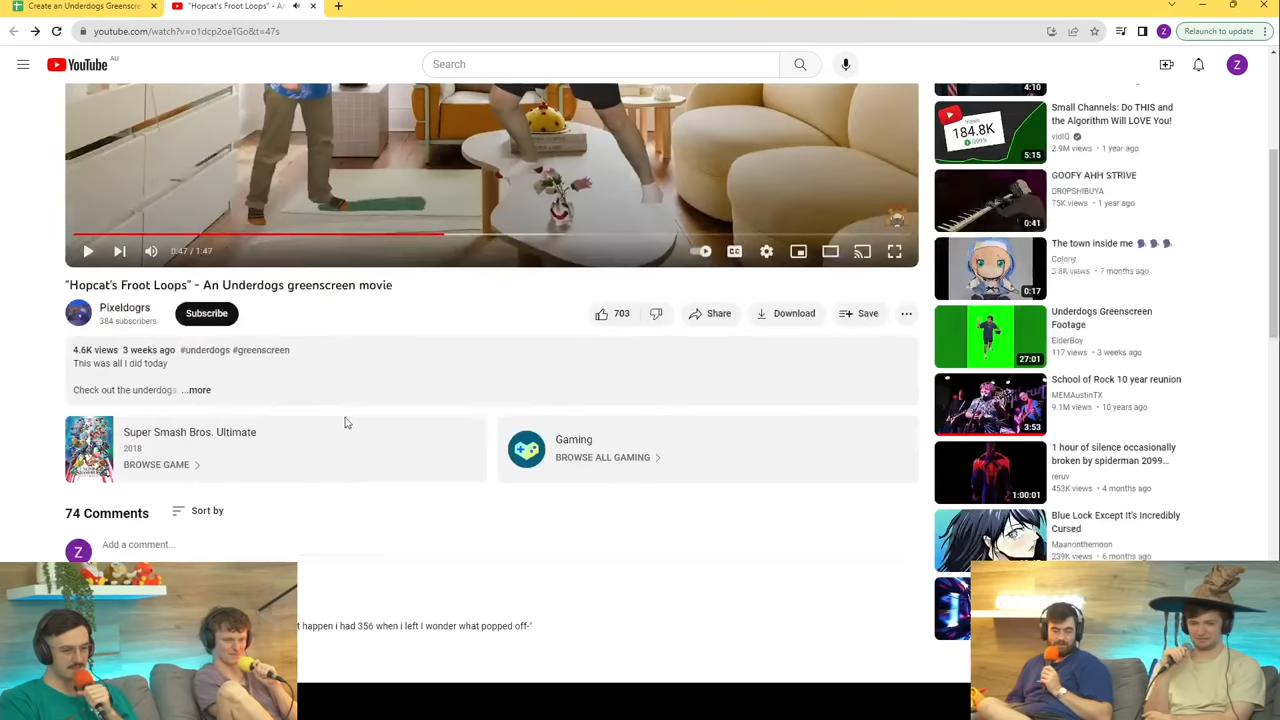 Create an Underdogs Greenscre
"Hopcat's Froot Loops" - An
Relaunch to update
youtube.com/watch?v=o1dcp2oeTGo&t=47s
YouTube AU
Search
Z
4:10
Small Channels: Do THIS and
the Algorithm Will LOVE You!
vidIQ
2.9M views • 1 year ago
Views
184.8K
5:15
GOOFY AHH STRIVE
DR0PSHIBUYA
75K views • 1 year ago
0:41
The town inside me
Colony
7 months ago
0:17
0:47 / 1:47
"Hopcat's Froot Loops" - An Underdogs greenscreen movie
Pixeldogrs
384 subscribers
Subscribe
703
Share
Download
Save
4.6K views 3 weeks ago #underdogs #greenscreen
This was all I did today
Check out the underdogs ...more
Underdogs Greenscreen
Footage
ElderBoy
117 views • 3 weeks ago
27:01
School of Rock 10 year reunion
MEMAustinTX
9.1M views • 10 years ago
3:53
Super Smash Bros. Ultimate
2018
BROWSE GAME
Gaming
BROWSE ALL GAMING
1 hour of silence occasionally
broken by spiderman 2099...
reruv
453K views • 4 months ago
1:00:01
74 Comments
Sort by
Z
Add a comment...
Blue Lock Except It's Incredibly
Cursed
Maanonthemoon
239K views • 6 months ago
t happen i had 356 when i left I wonder what popped off-"